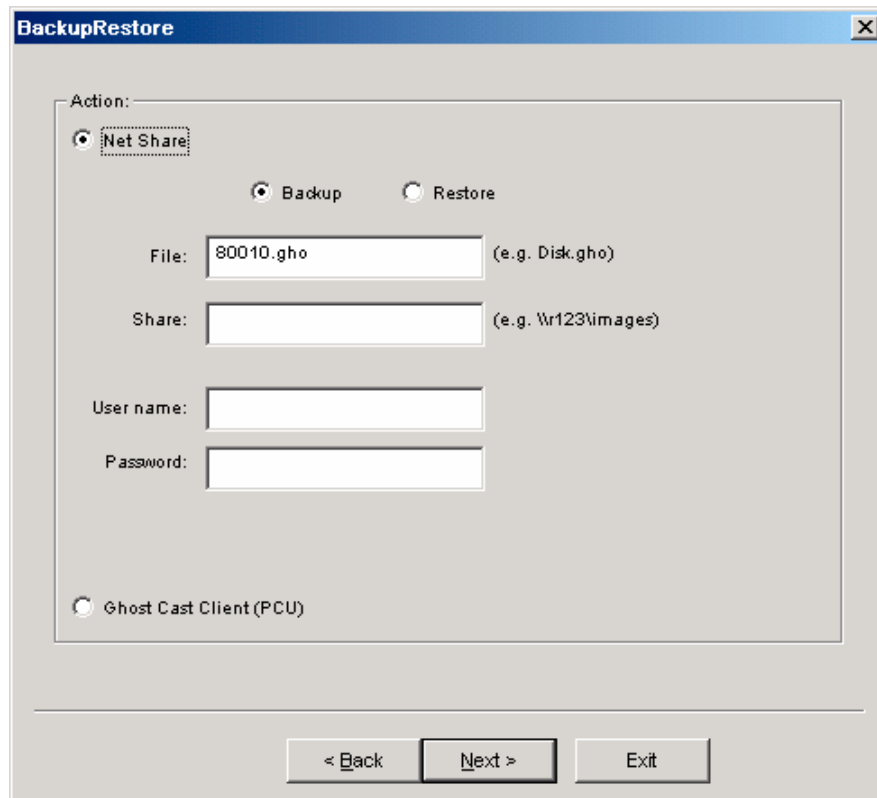 BackupRestore
Action:
Net Share
Backup Restore
File: 80010.gho (e.g. Disk.gho)
Share: (e.g. \\r123\images)
User name:
Password:
Ghost Cast Client (PCU)
< Back Next > Exit